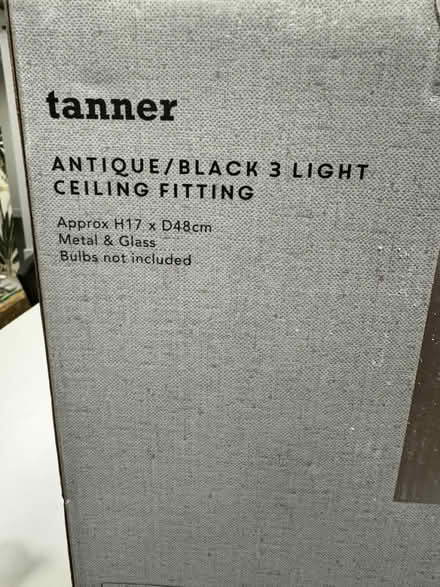 tanner
ANTIQUE/BLACK 3 LIGHT
CEILING FITTING
Approx H17 x D48cm
Metal & Glass
Bulbs not included